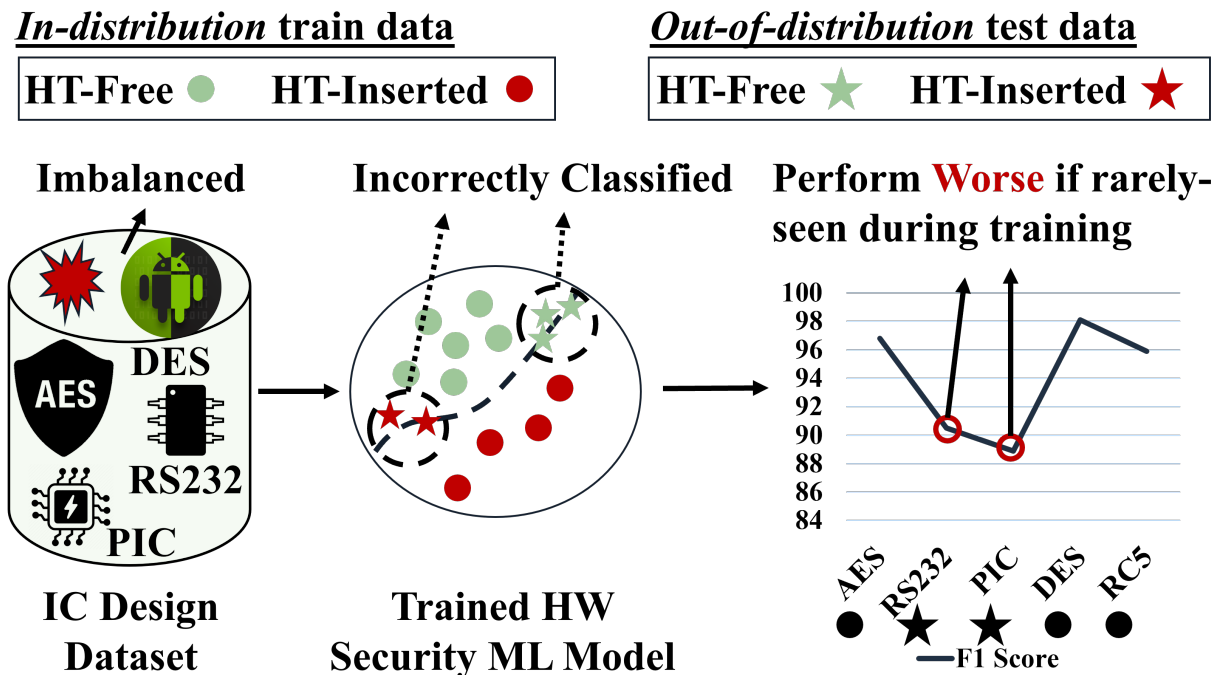 In-distribution train data
HT-Free
HT-Inserted
Out-of-distribution test data
HT-Free
HT-Inserted
Imbalanced
DES
AES
RS232
PIC
IC Design
Dataset
Incorrectly Classified
Trained HW
Security ML Model
Perform Worse if rarely-
seen during training
100
98
96
94
92
90
88
86
84
AES
RS232
PIC
DES
RC5
F1 Score